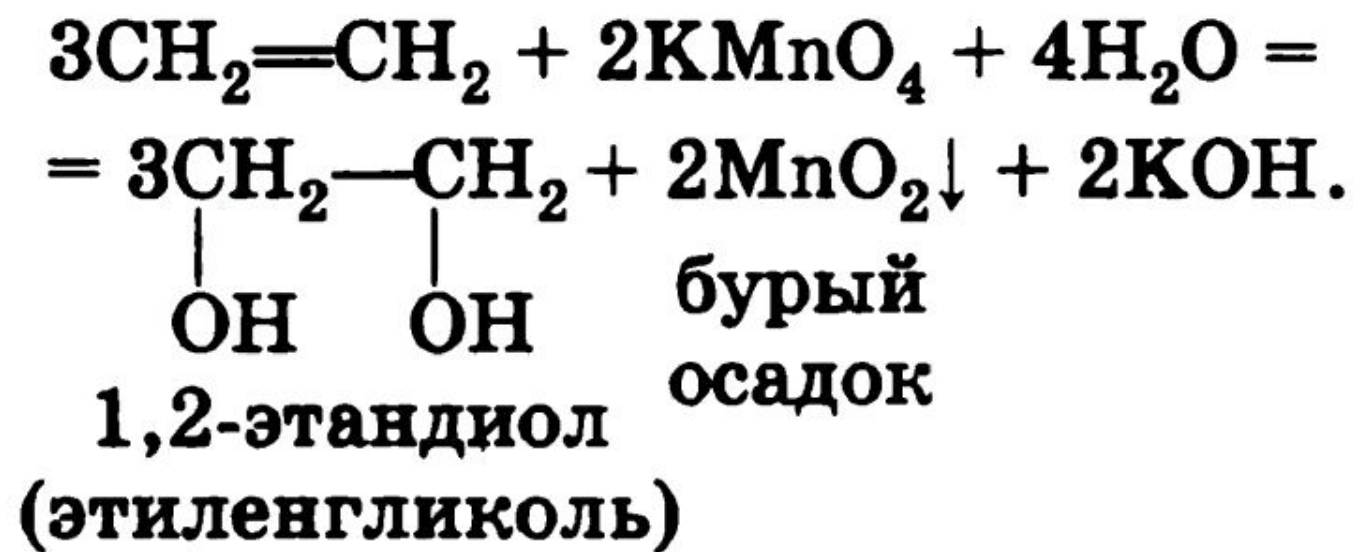 3CH₂=CH₂ + 2KMnO₄ + 4H₂O =
= 3CH₂—CH₂ + 2MnO₂↓ + 2KOH.
OH OH бурый
осадок
1,2-этандиол
(этиленгликоль)